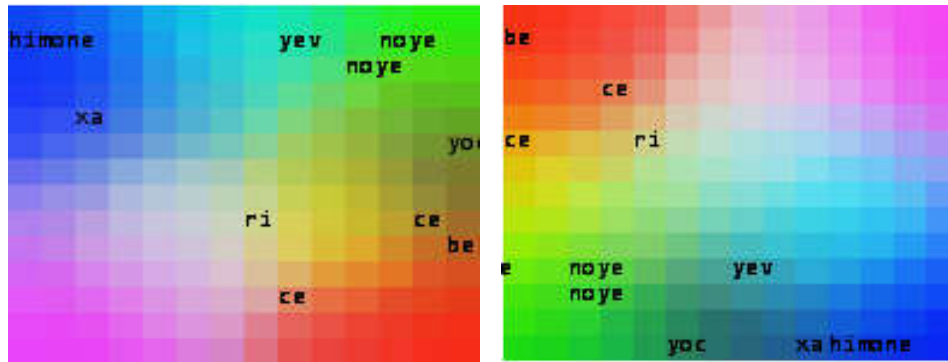 himone yev noye
noye
xa
yoc
ri ce
be
ce
be
ce
ce ri
e noye yev
noye
yoc xa himone